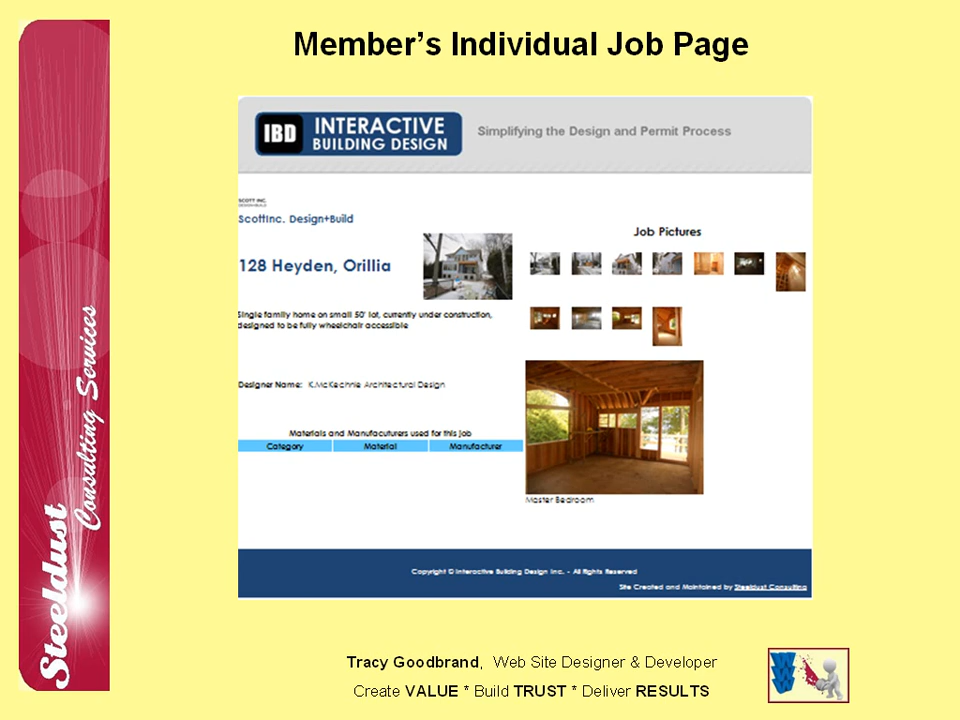 Member's Individual Job Page
IBD INTERACTIVE BUILDING DESIGN
Simplifying the Design and Permit Process
SCOTT INC.
DESIGN+BUILD
ScottInc. Design+Build
128 Heyden, Orillia
Single family home on small 50' lot, currently under construction,
designed to be fully wheelchair accessible
Designer Name: K.McKechnie Architectural Design
Materials and Manufacuturers used for this job
Category Material Manufacturer
Job Pictures
Master Bedroom
Copyright © Interactive Building Design Inc. - All Rights Reserved
Site Created and Maintained by Steeldust Consulting
Steeldust Consulting Services
Tracy Goodbrand, Web Site Designer & Developer
Create VALUE * Build TRUST * Deliver RESULTS